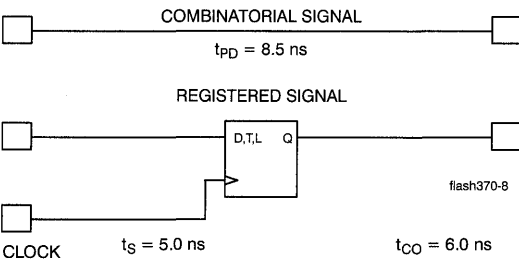 COMBINATORIAL SIGNAL
tPD = 8.5 ns
REGISTERED SIGNAL
D,T,L Q
flash370-8
CLOCK tS = 5.0 ns tCO = 6.0 ns